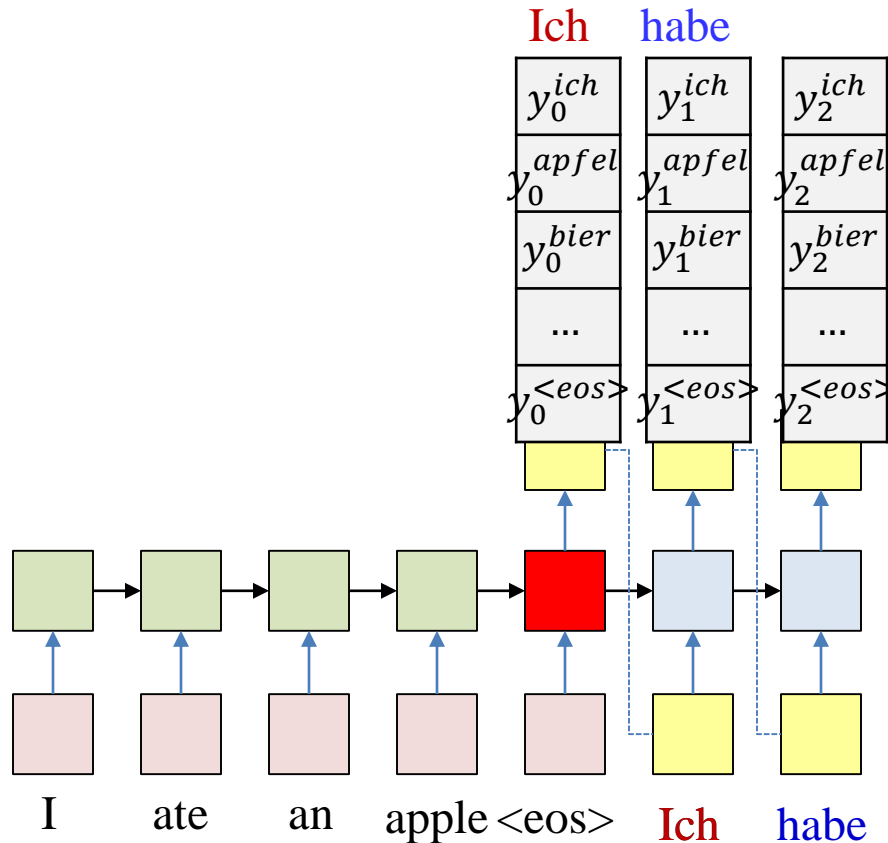 Ich habe
y_0^{ich} y_1^{ich} y_2^{ich}
y_0^{apfel} y_1^{apfel} y_2^{apfel}
y_0^{bier} y_1^{bier} y_2^{bier}
... ... ...
y_0^{<eos>} y_1^{<eos>} y_2^{<eos>}
I ate an apple <eos> Ich habe